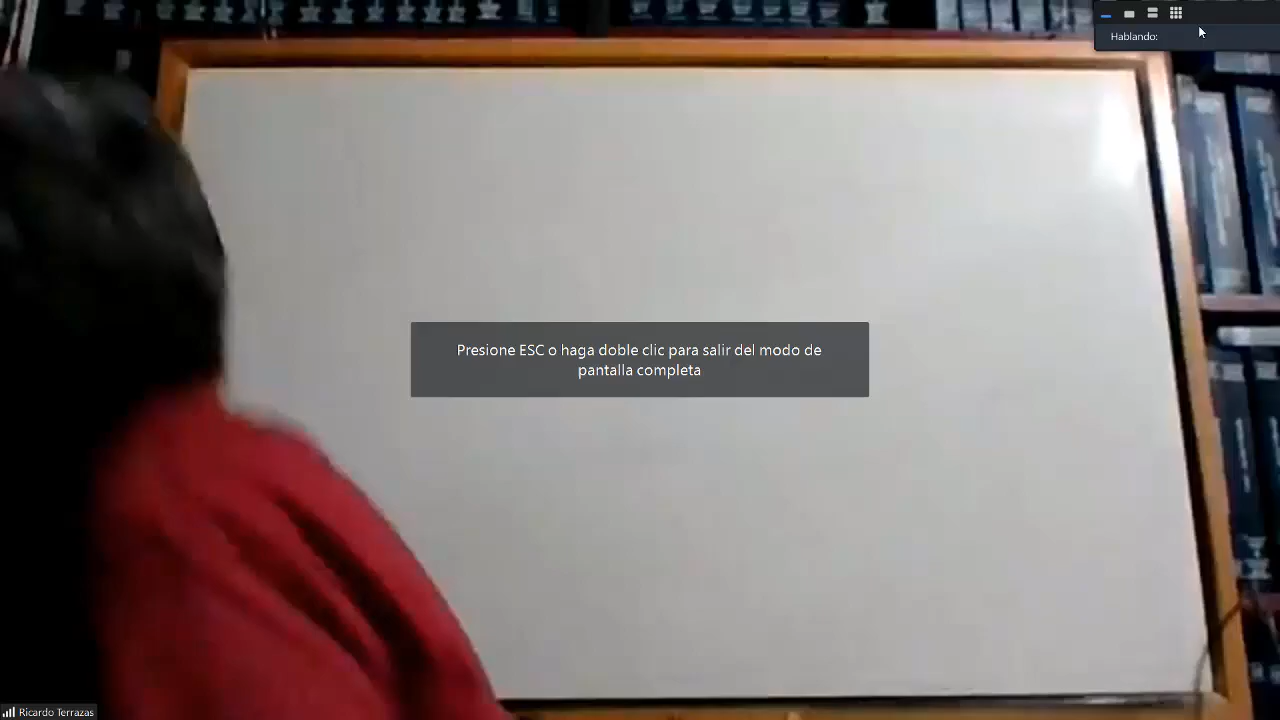 Hablando:
Presione ESC o haga doble clic para salir del modo de
pantalla completa
Ricardo Terrazas